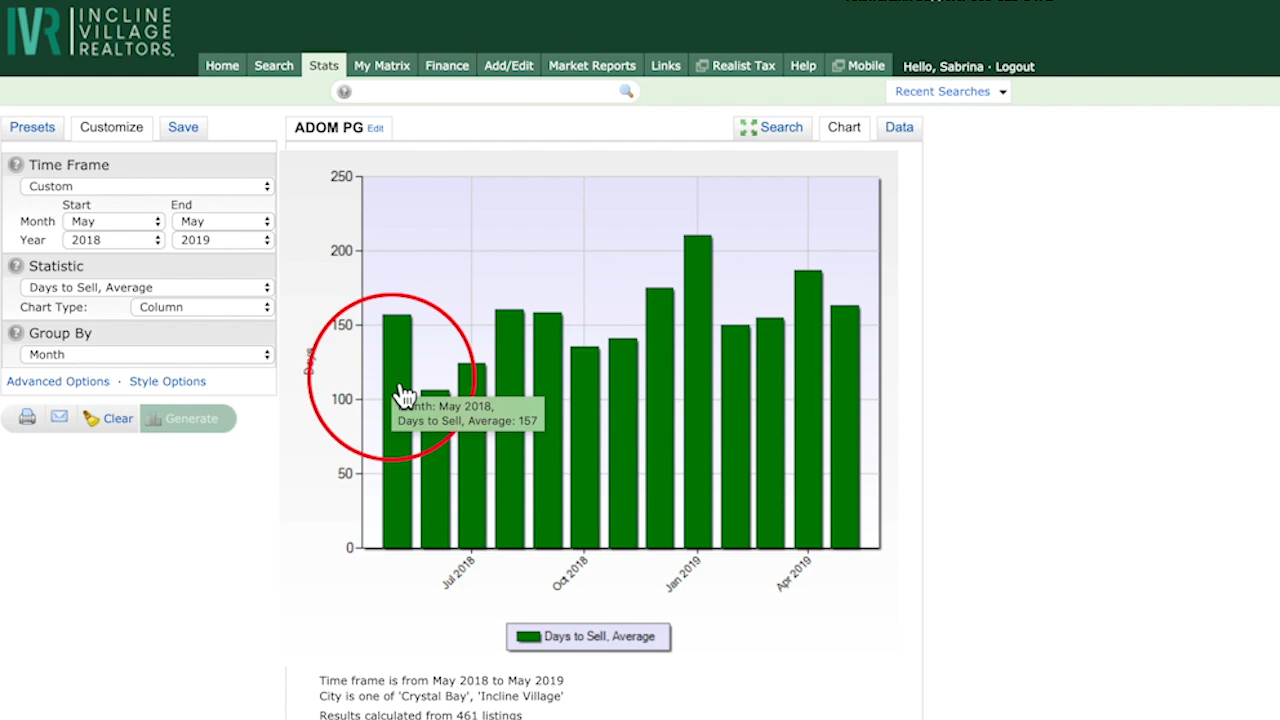 INCLINE
VILLAGE
REALTORS
Home Search Stats My Matrix Finance Add/Edit Market Reports Links Realist Tax Help Mobile Hello, Sabrina · Logout
Recent Searches
Presets Customize Save
ADOM PG Edit
Search Chart Data
Time Frame
Custom
Start End
Month May May
Year 2018 2019
Statistic
Days to Sell, Average
Chart Type: Column
Group By
Month
Advanced Options · Style Options
Clear Generate
250
200
150
100
50
0
Days
Month: May 2018,
Days to Sell, Average: 157
Jul 2018
Oct 2018
Jan 2019
Apr 2019
Days to Sell, Average
Time frame is from May 2018 to May 2019
City is one of 'Crystal Bay', 'Incline Village'
Results calculated from 461 listings